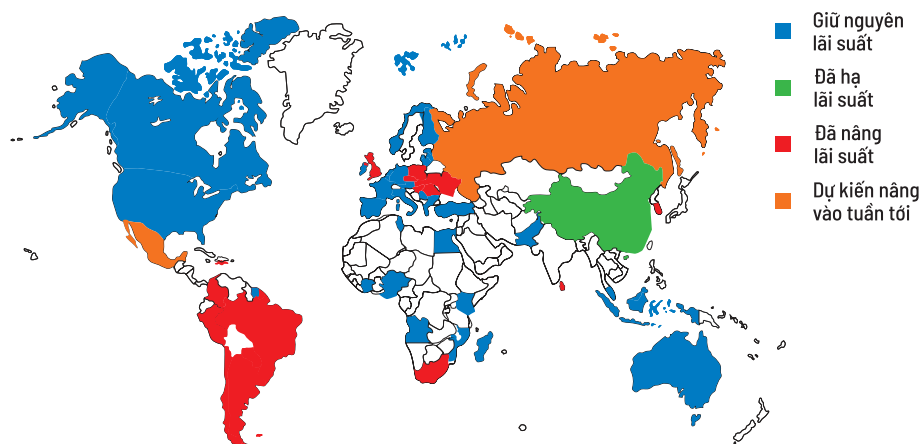 Giữ nguyên
lãi suất
Đã hạ
lãi suất
Đã nâng
lãi suất
Dự kiến nâng
vào tuần tới